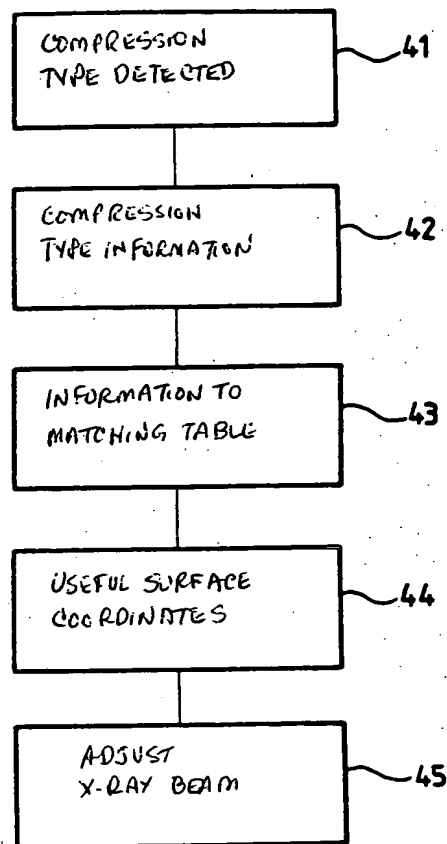 COMPRESSION
TYPE DETECTED
41
COMPRESSION
TYPE INFORMATION
42
INFORMATION TO
MATCHING TABLE
43
USEFUL SURFACE
COORDINATES
44
ADJUST
X-RAY BEAM
45